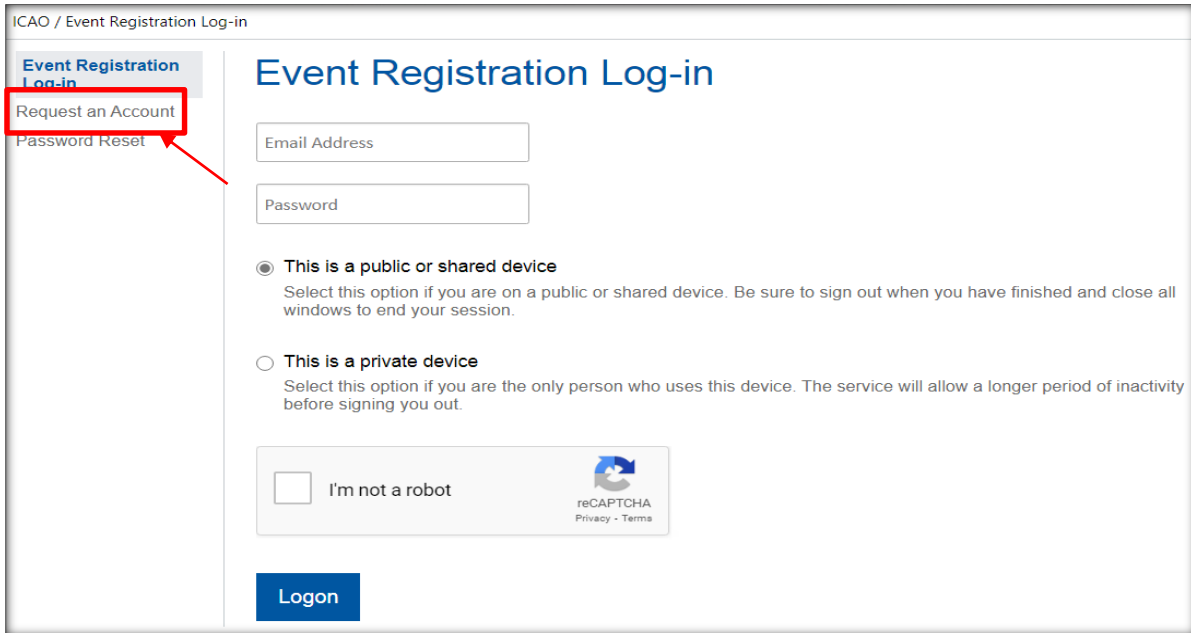 ICAO / Event Registration Log-in
Event Registration
Log-in
Request an Account
Password Reset
Event Registration Log-in
Email Address
Password
This is a public or shared device
Select this option if you are on a public or shared device. Be sure to sign out when you have finished and close all
windows to end your session.
This is a private device
Select this option if you are the only person who uses this device. The service will allow a longer period of inactivity
before signing you out.
I'm not a robot
reCAPTCHA
Privacy - Terms
Logon